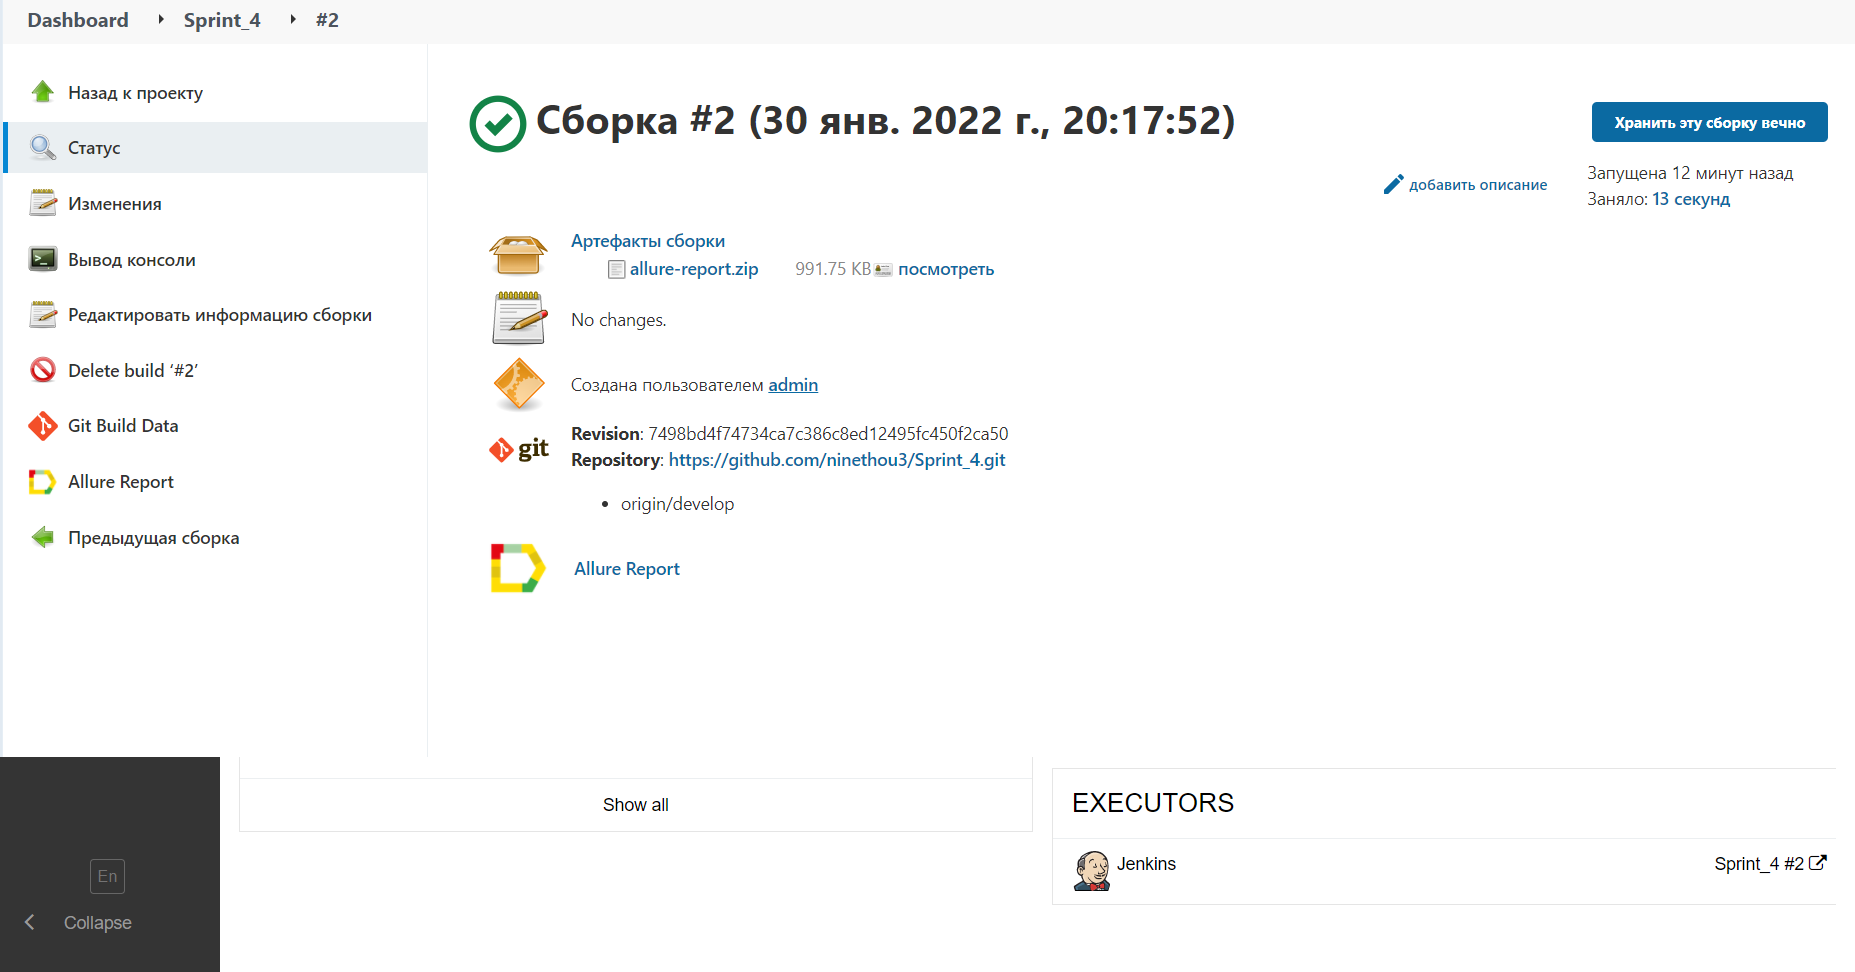 Dashboard Sprint_4 #2
Назад к проекту
Статус
Изменения
Вывод консоли
Редактировать информацию сборки
Delete build ‘#2’
Git Build Data
Allure Report
Предыдущая сборка
Сборка #2 (30 янв. 2022 г., 20:17:52)
Хранить эту сборку вечно
добавить описание
Запущена 12 минут назад
Заняло: 13 секунд
Артефакты сборки
allure-report.zip 991.75 KB посмотреть
No changes.
Создана пользователем admin
git
Revision: 7498bd4f74734ca7c386c8ed12495fc450f2ca50
Repository: https://github.com/ninethou3/Sprint_4.git
• origin/develop
Allure Report
Show all
EXECUTORS
Jenkins Sprint_4 #2
En
Collapse